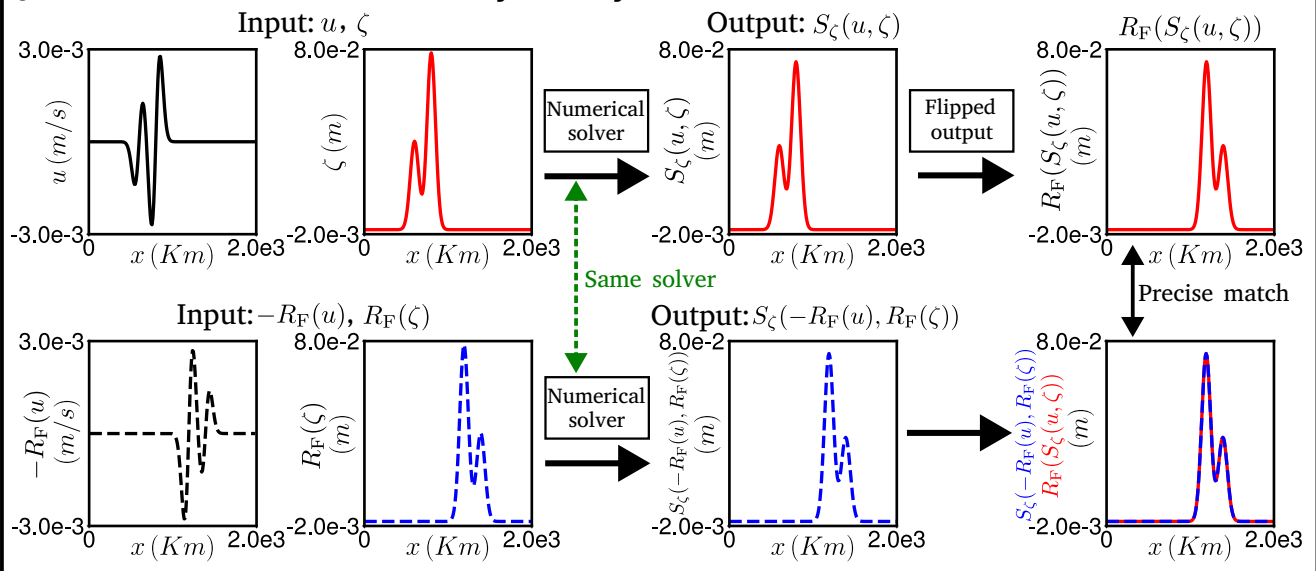 Input: u, ζ
Output: S_ζ(u, ζ)
R_F(S_ζ(u, ζ))
3.0e-3
u (m/s)
-3.0e-3
0
x (Km)
2.0e3
8.0e-2
ζ (m)
-2.0e-3
0
x (Km)
2.0e3
Numerical
solver
8.0e-2
S_ζ(u, ζ)
(m)
-2.0e-3
0
x (Km)
2.0e3
Flipped
output
8.0e-2
R_F(S_ζ(u, ζ))
(m)
-2.0e-3
0
x (Km)
2.0e3
Same solver
Precise match
Input: −R_F(u), R_F(ζ)
Output: S_ζ(−R_F(u), R_F(ζ))
3.0e-3
−R_F(u)
(m/s)
-3.0e-3
0
x (Km)
2.0e3
8.0e-2
R_F(ζ)
(m)
-2.0e-3
0
x (Km)
2.0e3
Numerical
solver
8.0e-2
S_ζ(−R_F(u), R_F(ζ))
(m)
-2.0e-3
0
x (Km)
2.0e3
8.0e-2
S_ζ(−R_F(u), R_F(ζ))
R_F(S_ζ(u, ζ))
(m)
-2.0e-3
0
x (Km)
2.0e3